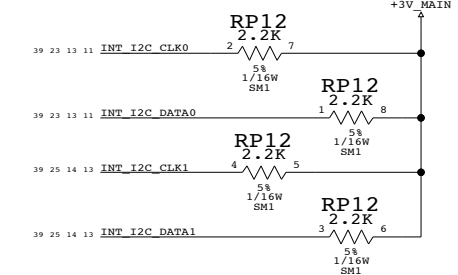 +3V_MAIN
RP12
2.2K
39 23 13 11 INT_I2C_CLK0 2 7
5%
1/16W
SM1
RP12
2.2K
39 23 13 11 INT_I2C_DATA0 1 8
5%
1/16W
SM1
RP12
2.2K
39 25 14 13 INT_I2C_CLK1 4 5
5%
1/16W
SM1
RP12
2.2K
39 25 14 13 INT_I2C_DATA1 3 6
5%
1/16W
SM1